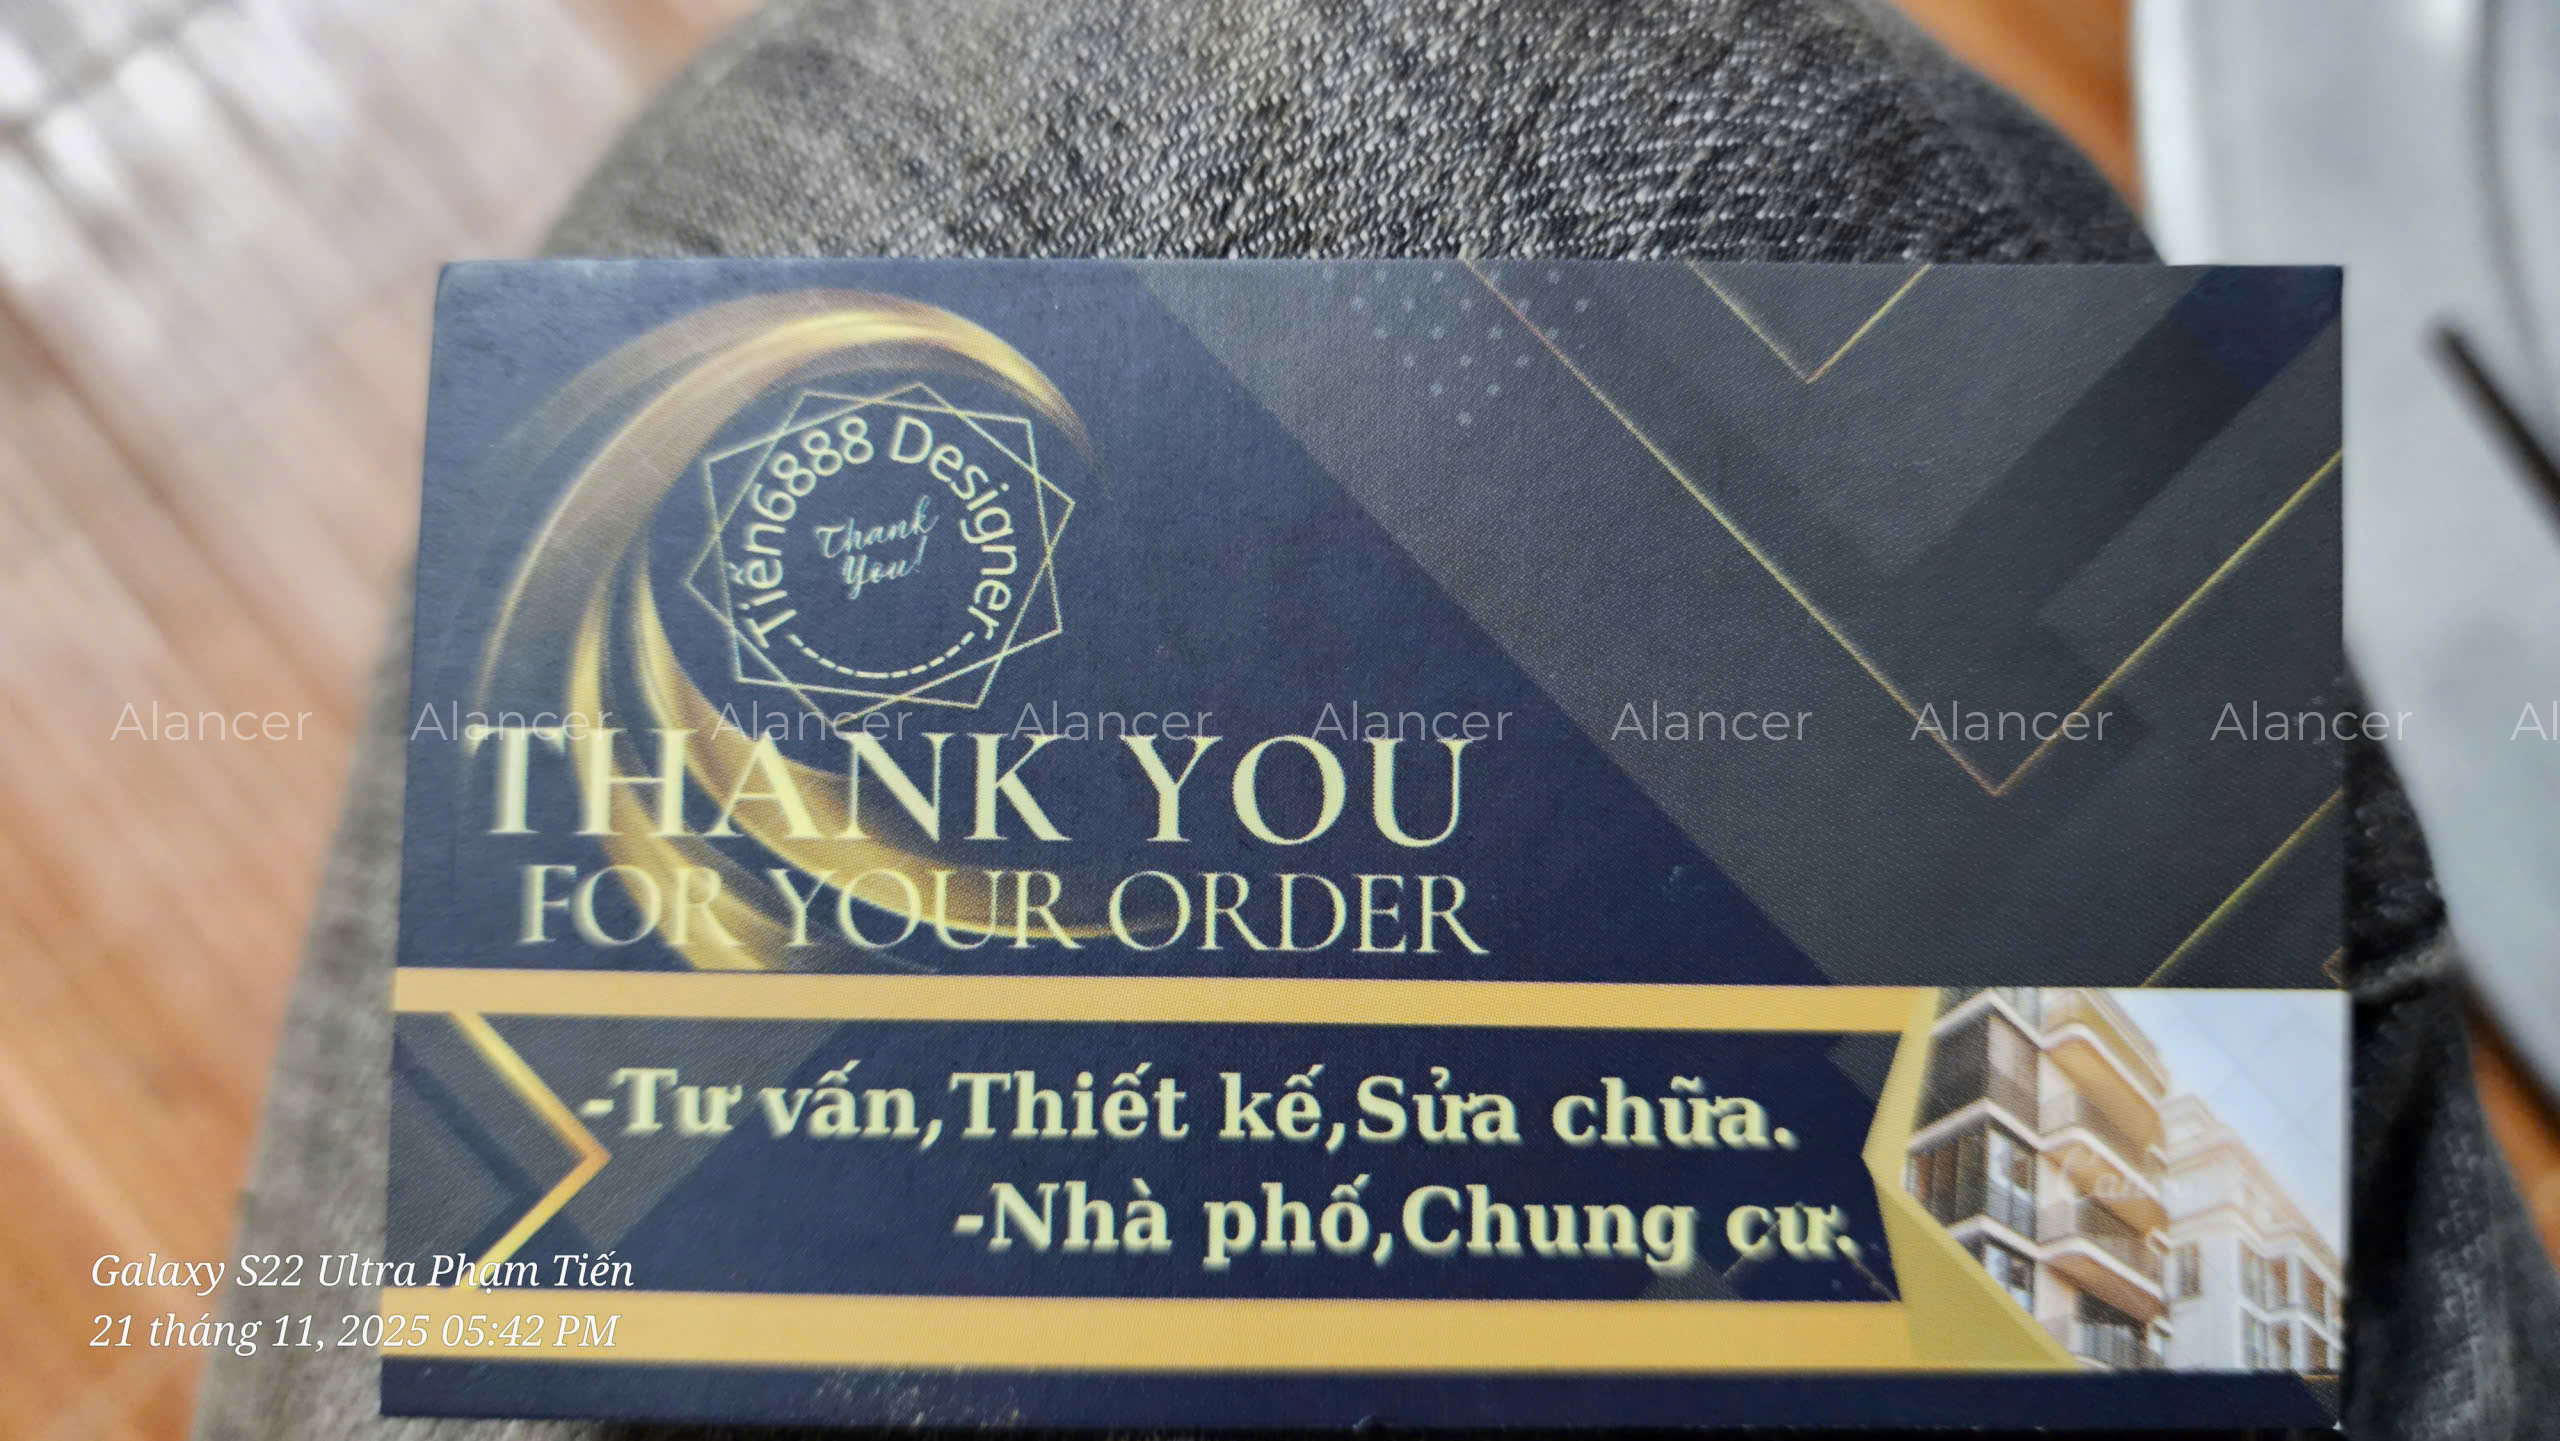 Tiến6888 Designer
Thank
You!
Alancer Alancer Alancer Alancer Alancer Alancer Alancer Alancer Al
THANK YOU
FOR YOUR ORDER
-Tư vấn,Thiết kế,Sửa chữa.
-Nhà phố,Chung cư.
Galaxy S22 Ultra Phạm Tiến
21 tháng 11, 2025 05:42 PM